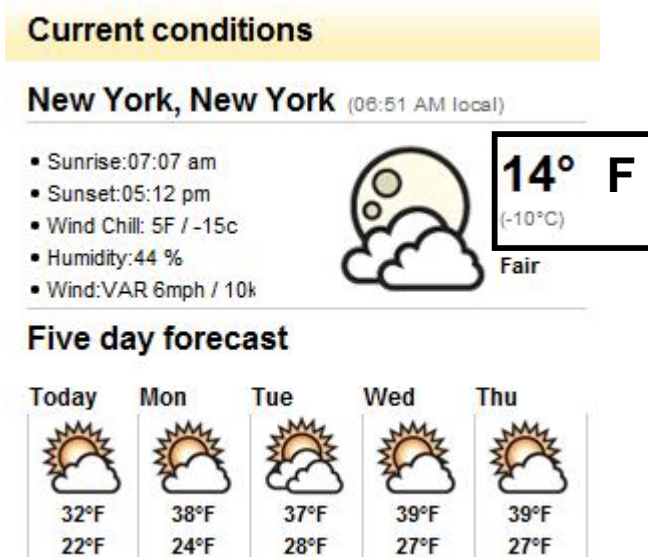 Current conditions
New York, New York (06:51 AM local)
• Sunrise:07:07 am
• Sunset:05:12 pm
• Wind Chill: 5F / -15c
• Humidity:44 %
• Wind:VAR 6mph / 10k
14° F
(-10°C)
Fair
Five day forecast
Today Mon Tue Wed Thu
32°F 38°F 37°F 39°F 39°F
22°F 24°F 28°F 27°F 27°F